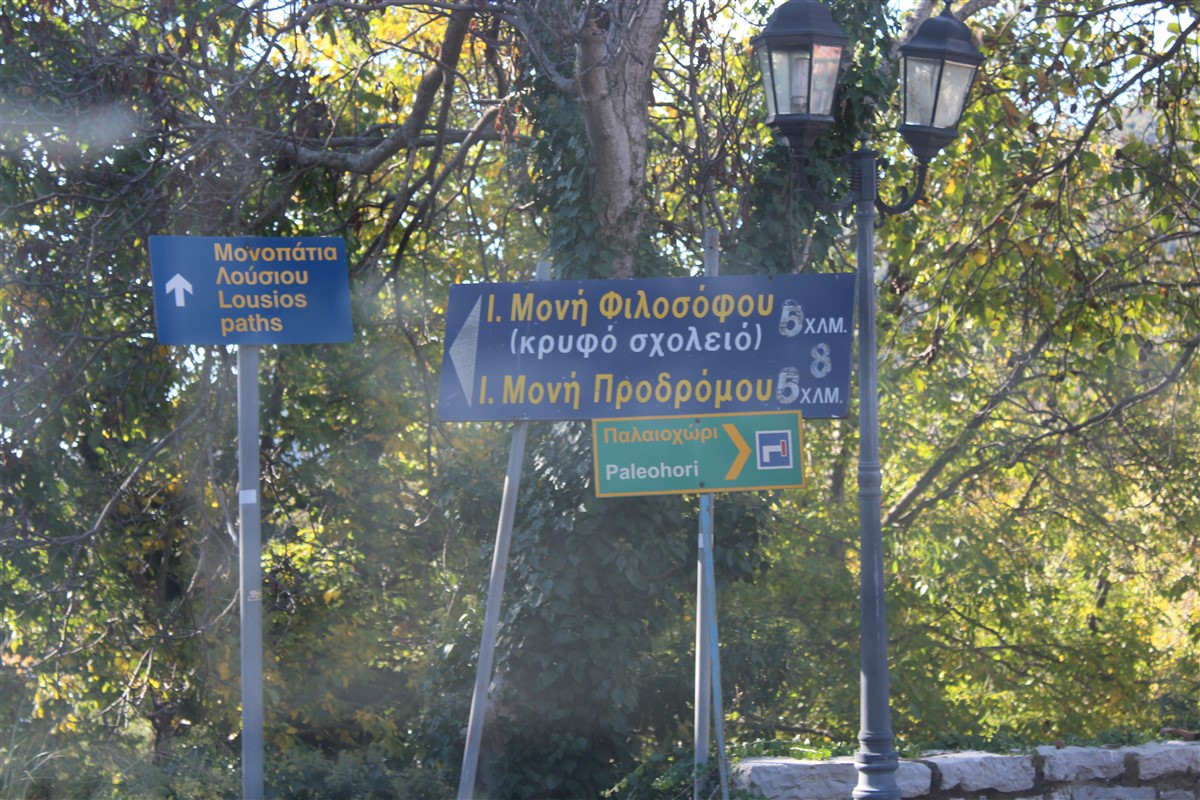 Μονοπάτια
Λούσιου
Lousios
paths
Ι. Μονή Φιλοσόφου 5 ΧΛΜ.
(κρυφό σχολειό)
8
Ι. Μονή Προδρόμου 5 ΧΛΜ.
Παλαιοχώρι
Paleohori